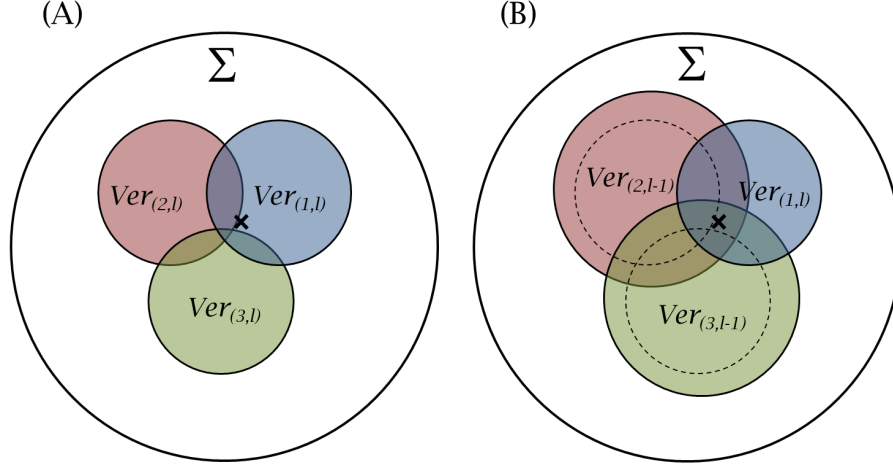 (A)
Σ
Ver(2,l)
Ver(1,l)
Ver(3,l)
(B)
Σ
Ver(2,l-1)
Ver(1,l)
Ver(3,l-1)